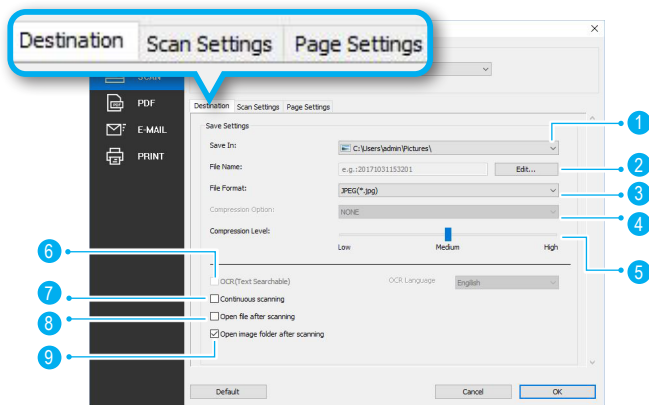 Destination Scan Settings Page Settings
SCAN
PDF
E-MAIL
PRINT
Destination Scan Settings Page Settings
Save Settings
Save In: C:\Users\admin\Pictures\ 1
File Name: e.g.:20171031153201 Edit... 2
File Format: JPEG(*.jpg) 3
Compression Option: NONE 4
Compression Level:
Low Medium High 5
6 OCR(Text Searchable) OCR Language English
7 Continuous scanning
8 Open file after scanning
9 Open image folder after scanning
Default Cancel OK